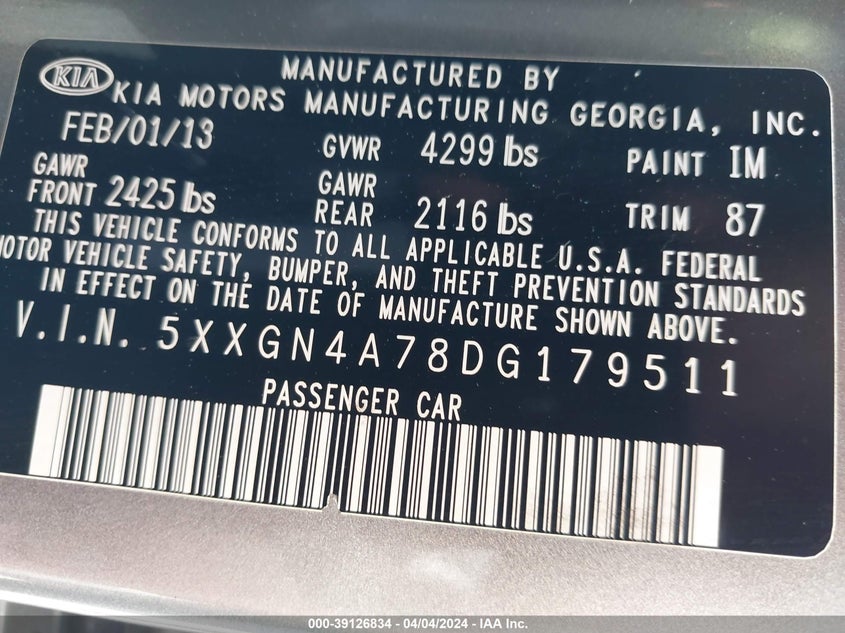 KIA MANUFACTURED BY
KIA MOTORS MANUFACTURING GEORGIA, INC.
FEB/01/13 GVWR 4299 lbs PAINT IM
GAWR FRONT 2425 lbs GAWR REAR 2116 lbs TRIM 87
THIS VEHICLE CONFORMS TO ALL APPLICABLE U.S.A. FEDERAL
MOTOR VEHICLE SAFETY, BUMPER, AND THEFT PREVENTION STANDARDS
IN EFFECT ON THE DATE OF MANUFACTURE SHOWN ABOVE.
V.I.N. 5XXGN4A78DG179511
PASSENGER CAR
000-39126834 - 04/04/2024 - IAA Inc.